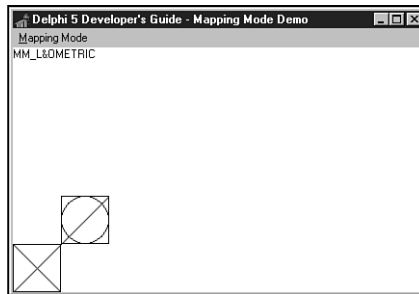 Delphi 5 Developer's Guide - Mapping Mode Demo
Mapping Mode
MM_L&OMETRIC